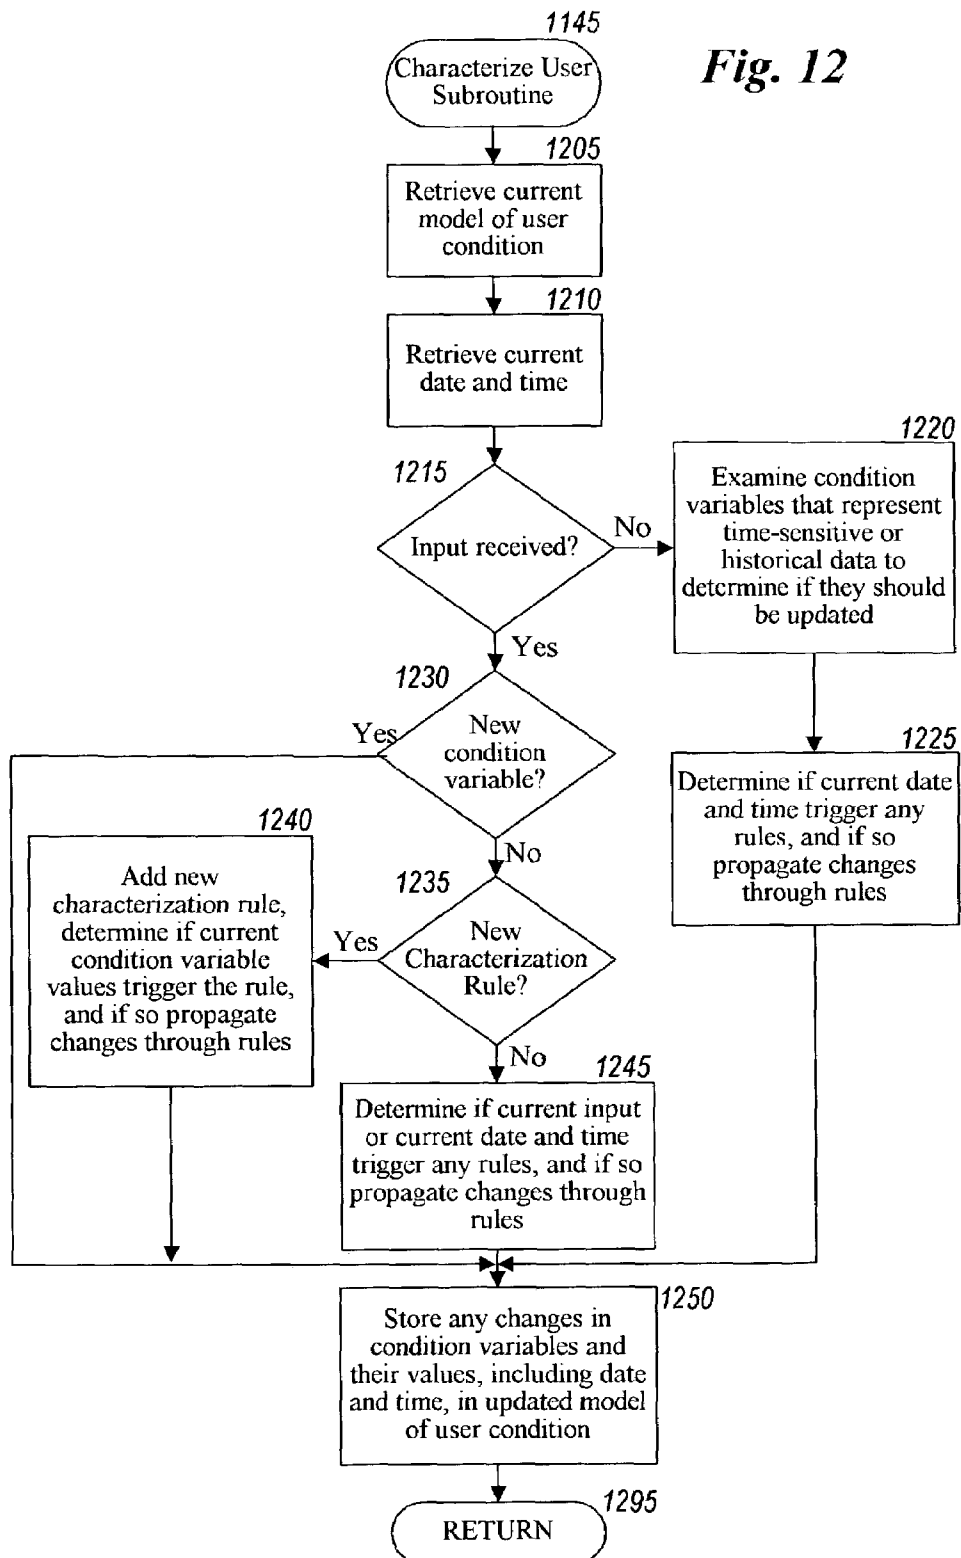 1145
Fig. 12
Characterize User
Subroutine
1205
Retrieve current
model of user
condition
1210
Retrieve current
date and time
1215
Input received?
No
Yes
1220
Examine condition
variables that represent
time-sensitive or
historical data to
determine if they should
be updated
1230
New
condition
variable?
Yes
No
1225
Determine if current date
and time trigger any
rules, and if so
propagate changes
through rules
1240
Add new
characterization rule,
determine if current
condition variable
values trigger the rule,
and if so propagate
changes through rules
1235
New
Characterization
Rule?
Yes
No
1245
Determine if current input
or current date and time
trigger any rules, and if so
propagate changes through
rules
1250
Store any changes in
condition variables and
their values, including date
and time, in updated model
of user condition
1295
RETURN